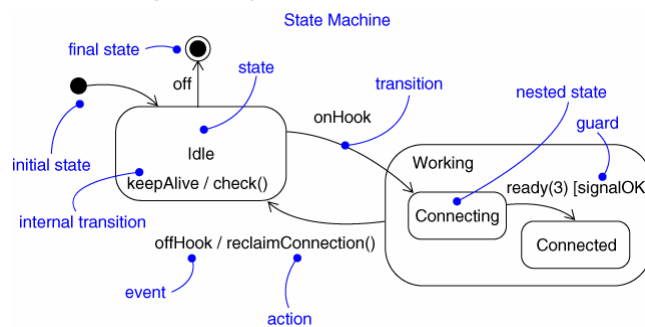 State Machine
final state
state
off
transition
onHook
nested state
guard
initial state
Idle
keepAlive / check()
internal transition
Working
ready(3) [signalOK
Connecting
Connected
offHook / reclaimConnection()
event
action